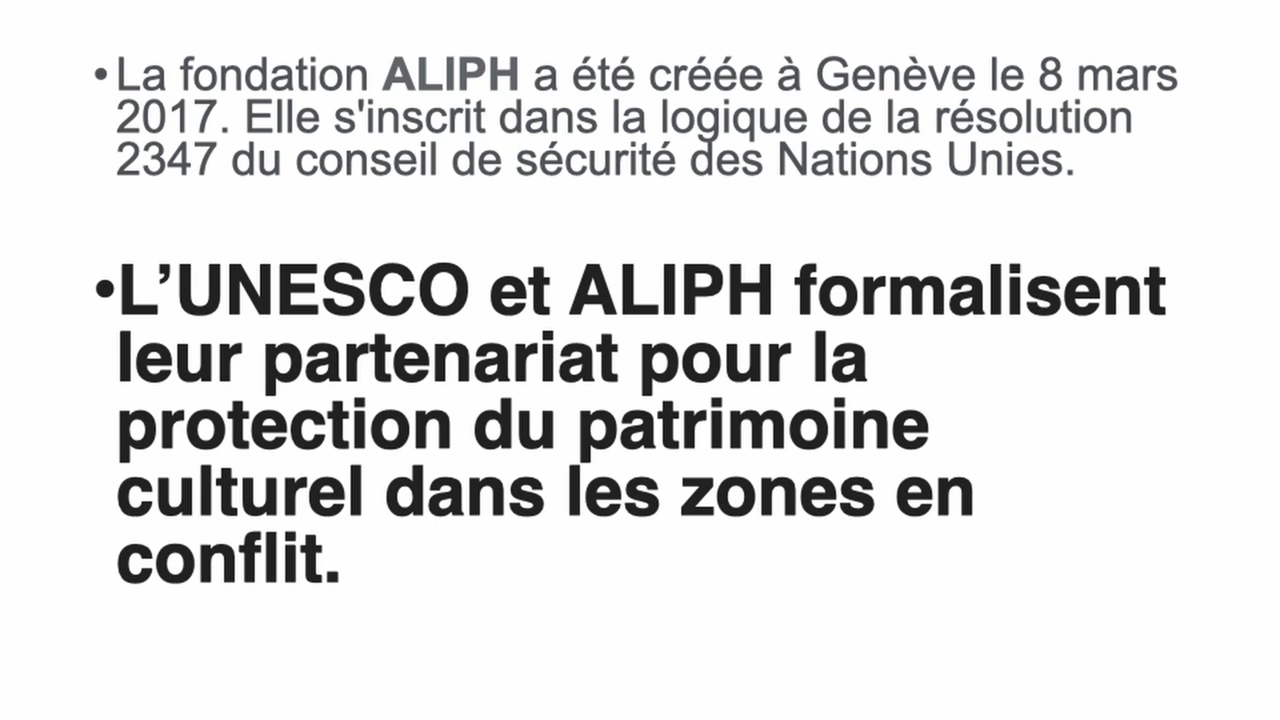 • La fondation ALIPH a été créée à Genève le 8 mars
2017. Elle s'inscrit dans la logique de la résolution
2347 du conseil de sécurité des Nations Unies.
•L’UNESCO et ALIPH formalisent
leur partenariat pour la
protection du patrimoine
culturel dans les zones en
conflit.